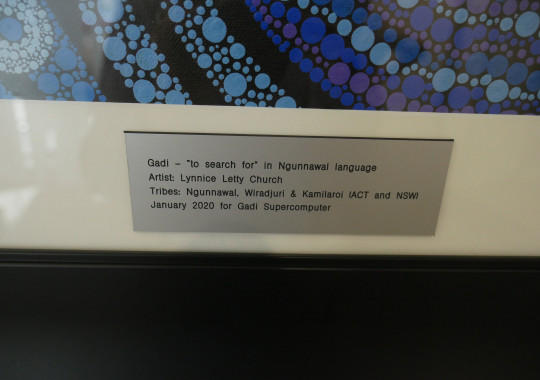 Gadi – "to search for" in Ngunnawal language
Artist: Lynnice Letty Church
Tribes: Ngunnawal, Wiradjuri & Kamilaroi (ACT and NSW)
January 2020 for Gadi Supercomputer